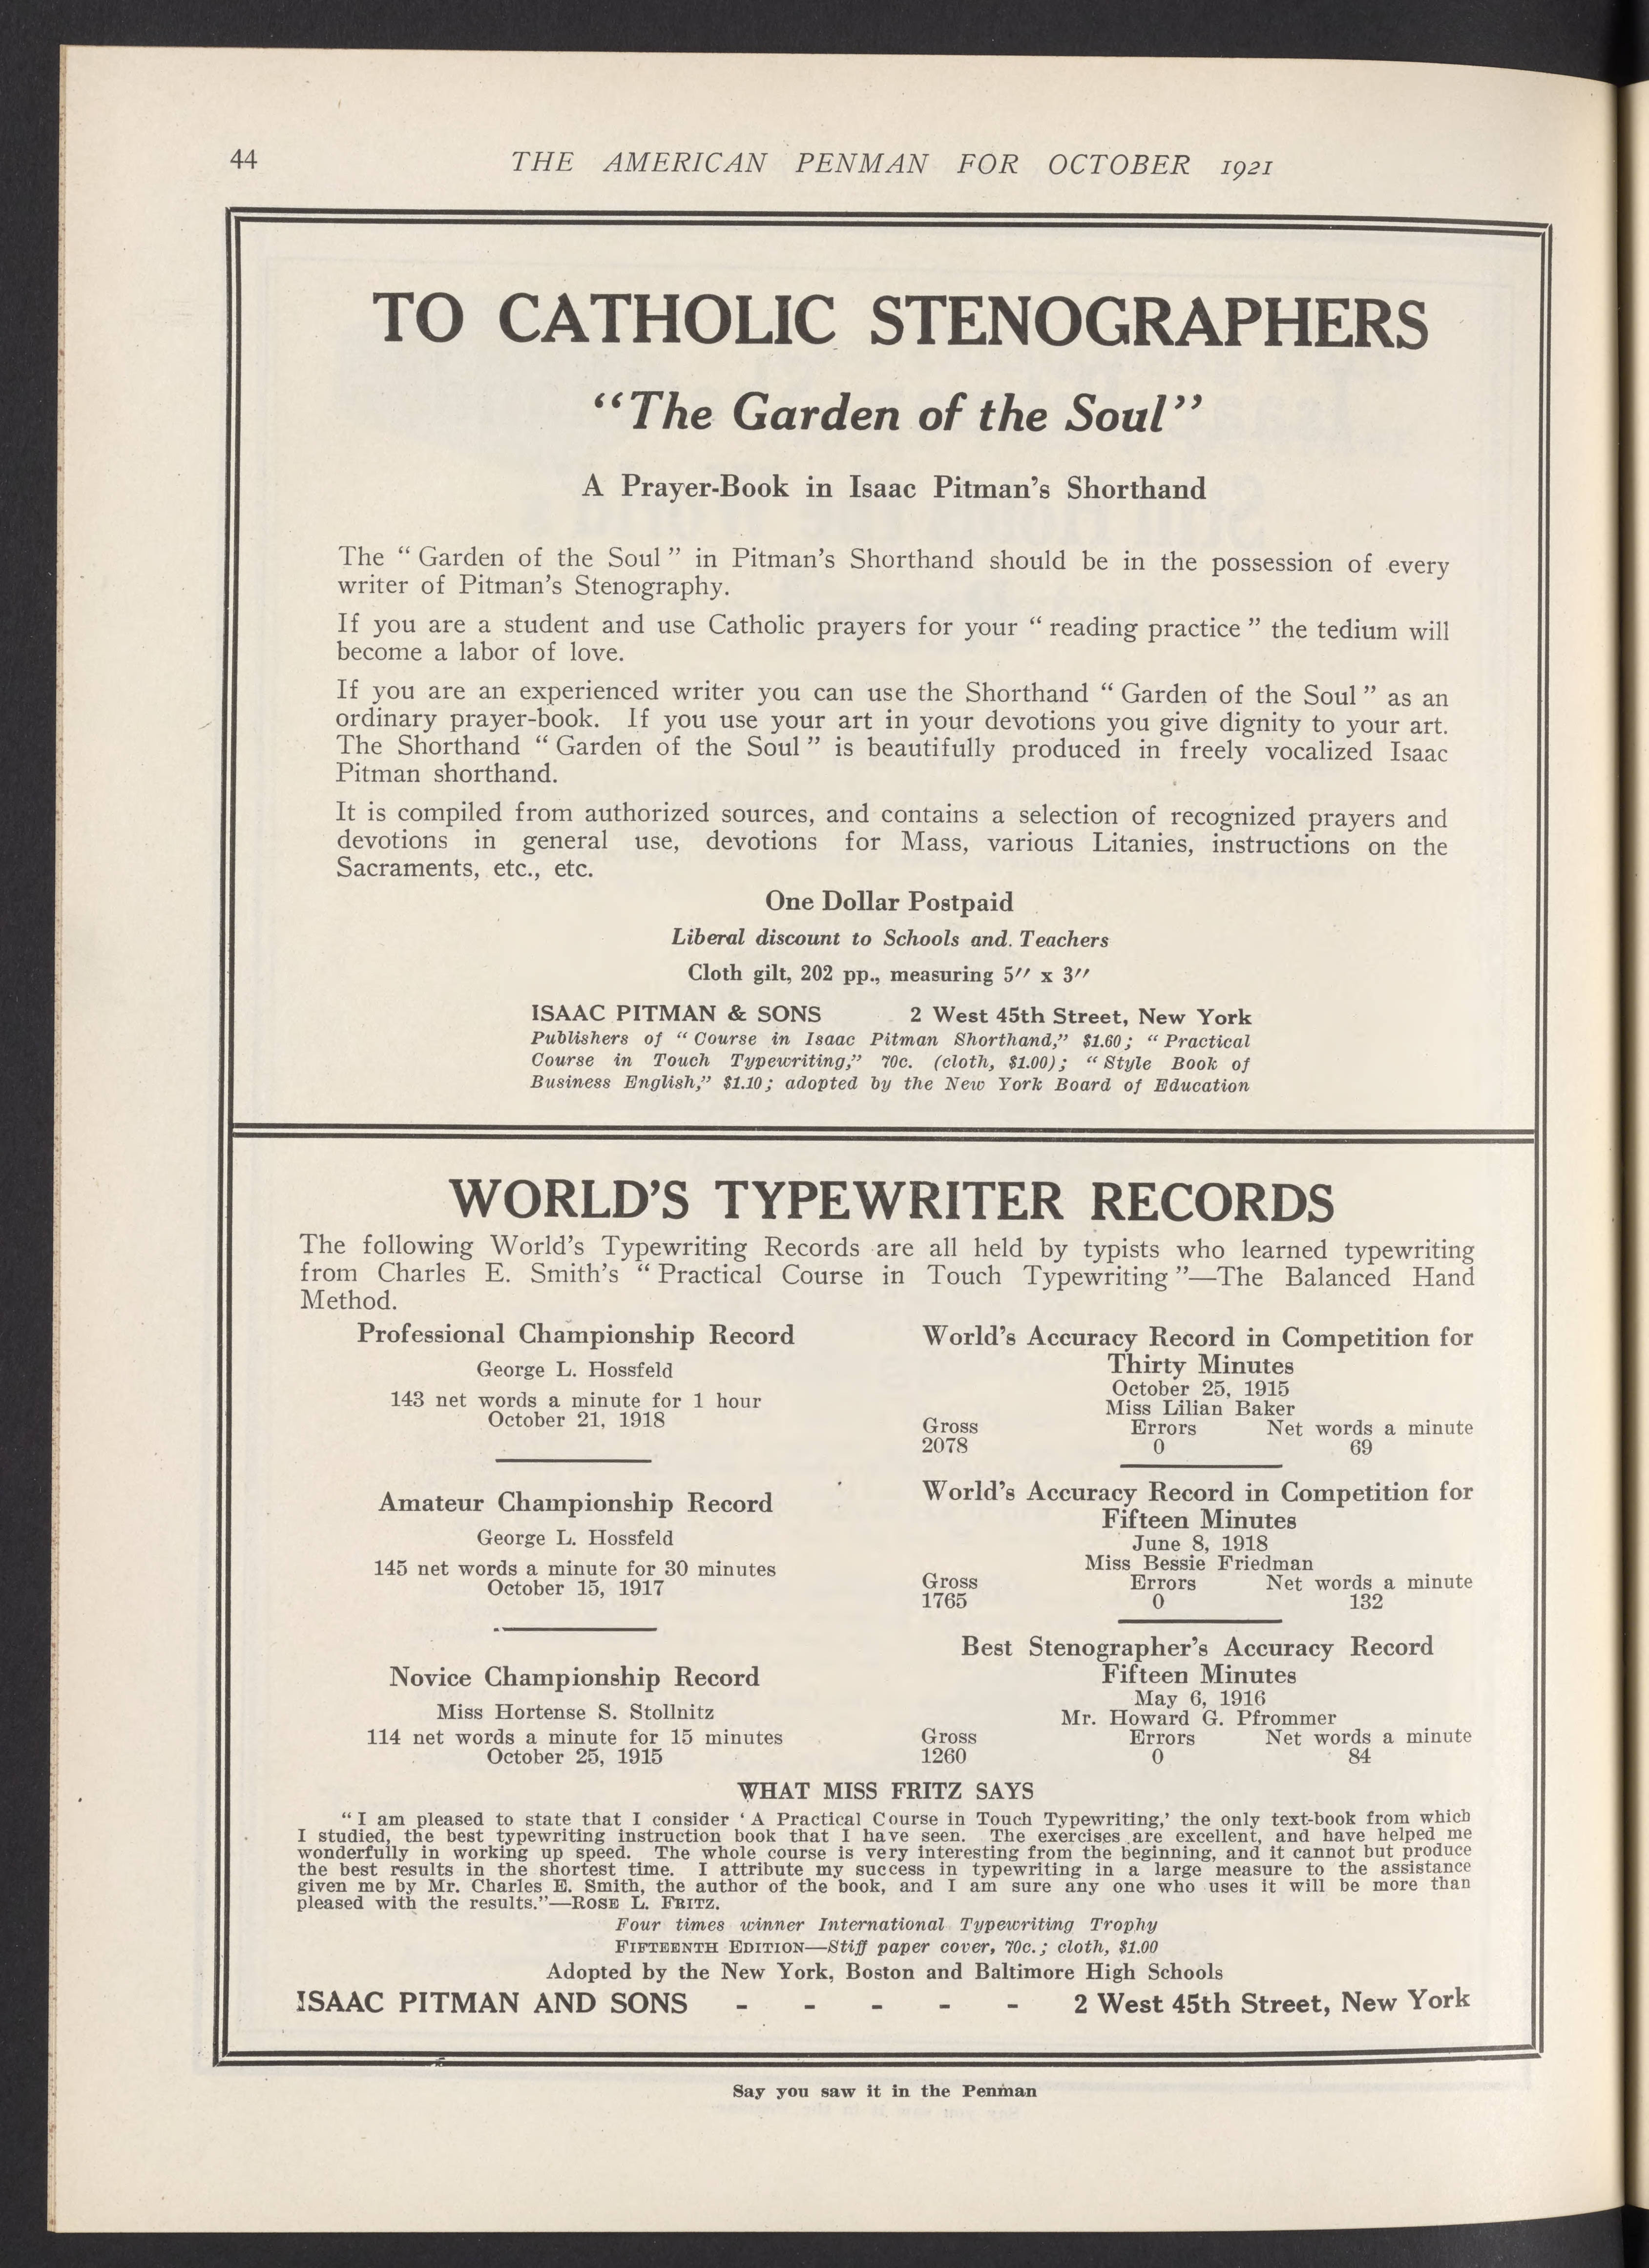 44
THE AMERICAN PENMAN FOR OCTOBER 1921
TO CATHOLIC STENOGRAPHERS
“The Garden of the Soul”
A Prayer-Book in Isaac Pitman’s Shorthand
The “ Garden of the Soul ” in Pitman’s Shorthand should be in the possession of every
writer of Pitman’s Stenography.
If you are a student and use Catholic prayers for your “ reading practice ” the tedium will
become a labor of love.
If you are an experienced writer you can use the Shorthand “ Garden of the Soul ” as an
ordinary prayer-book. If you use your art in your devotions you give dignity to your art.
The Shorthand “ Garden of the Soul ” is beautifully produced in freely vocalized Isaac
Pitman shorthand.
It is compiled from authorized sources, and contains a selection of recognized prayers and
devotions in general use, devotions for Mass, various Litanies, instructions on the
Sacraments, etc., etc.
One Dollar Postpaid
Liberal discount to Schools and. Teachers
Cloth gilt, 202 pp., measuring 5″ x 3″
ISAAC PITMAN & SONS 2 West 45th Street, New York
Publishers of “ Course in Isaac Pitman Shorthand,” $1.60; “ Practical
Course in Touch Typewriting,” 70c. (cloth, $1.00); “ Style Book of
Business English,” $1.10; adopted by the New York Board of Education
WORLD’S TYPEWRITER RECORDS
The following World’s Typewriting Records are all held by typists who learned typewriting
from Charles E. Smith’s “ Practical Course in Touch Typewriting ”—The Balanced Hand
Method.
Professional Championship Record
George L. Hossfeld
143 net words a minute for 1 hour
October 21, 1918
Amateur Championship Record
George L. Hossfeld
145 net words a minute for 30 minutes
October 15, 1917
Novice Championship Record
Miss Hortense S. Stollnitz
114 net words a minute for 15 minutes
October 25, 1915
World’s Accuracy Record in Competition for
Thirty Minutes
October 25, 1915
Miss Lilian Baker
Gross Errors Net words a minute
2078 0 69
World’s Accuracy Record in Competition for
Fifteen Minutes
June 8, 1918
Miss Bessie Friedman
Gross Errors Net words a minute
1765 0 132
Best Stenographer’s Accuracy Record
Fifteen Minutes
May 6, 1916
Mr. Howard G. Pfrommer
Gross Errors Net words a minute
1260 0 84
WHAT MISS FRITZ SAYS
“ I am pleased to state that I consider ‘ A Practical Course in Touch Typewriting,’ the only text-book from which
I studied, the best typewriting instruction book that I have seen. The exercises are excellent, and have helped me
wonderfully in working up speed. The whole course is very interesting from the beginning, and it cannot but produce
the best results in the shortest time. I attribute my success in typewriting in a large measure to the assistance
given me by Mr. Charles E. Smith, the author of the book, and I am sure any one who uses it will be more than
pleased with the results.”—ROSE L. FRITZ.
Four times winner International Typewriting Trophy
FIFTEENTH EDITION—Stiff paper cover, 70c.; cloth, $1.00
Adopted by the New York, Boston and Baltimore High Schools
ISAAC PITMAN AND SONS - - - - - 2 West 45th Street, New York
Say you saw it in the Penman